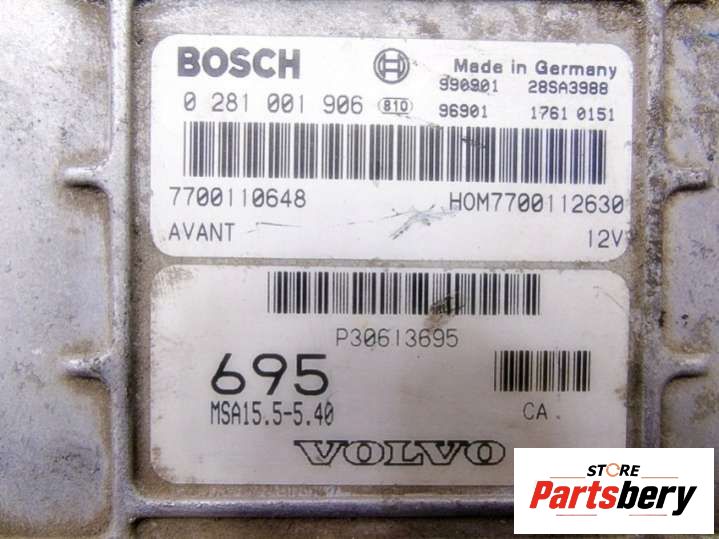 BOSCH
Made in Germany
990901 28SA3988
0 281 001 906 810
96901 1761 0151
7700110648 HOM7700112630
AVANT 12V
P30613695
695
MSA15.5-5.40
CA
VOLVO
STORE
Partsbery